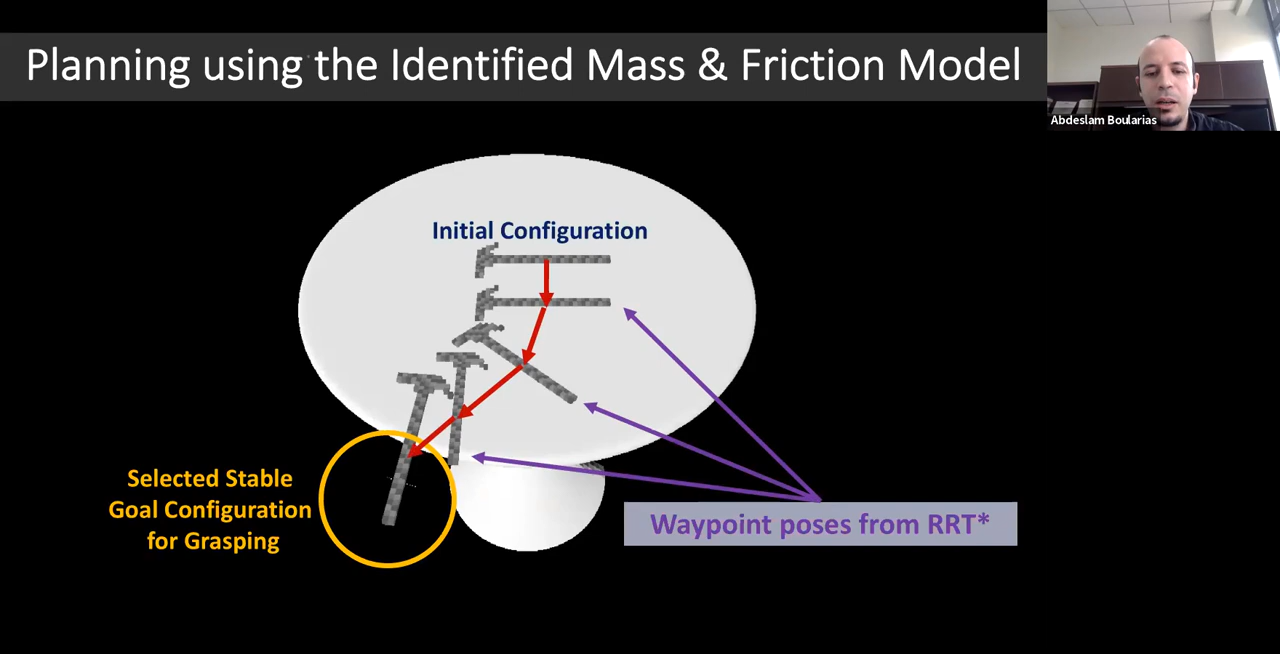 Planning using the Identified Mass & Friction Model
Abdeslam Boularias
Initial Configuration
Selected Stable
Goal Configuration
for Grasping
Waypoint poses from RRT*